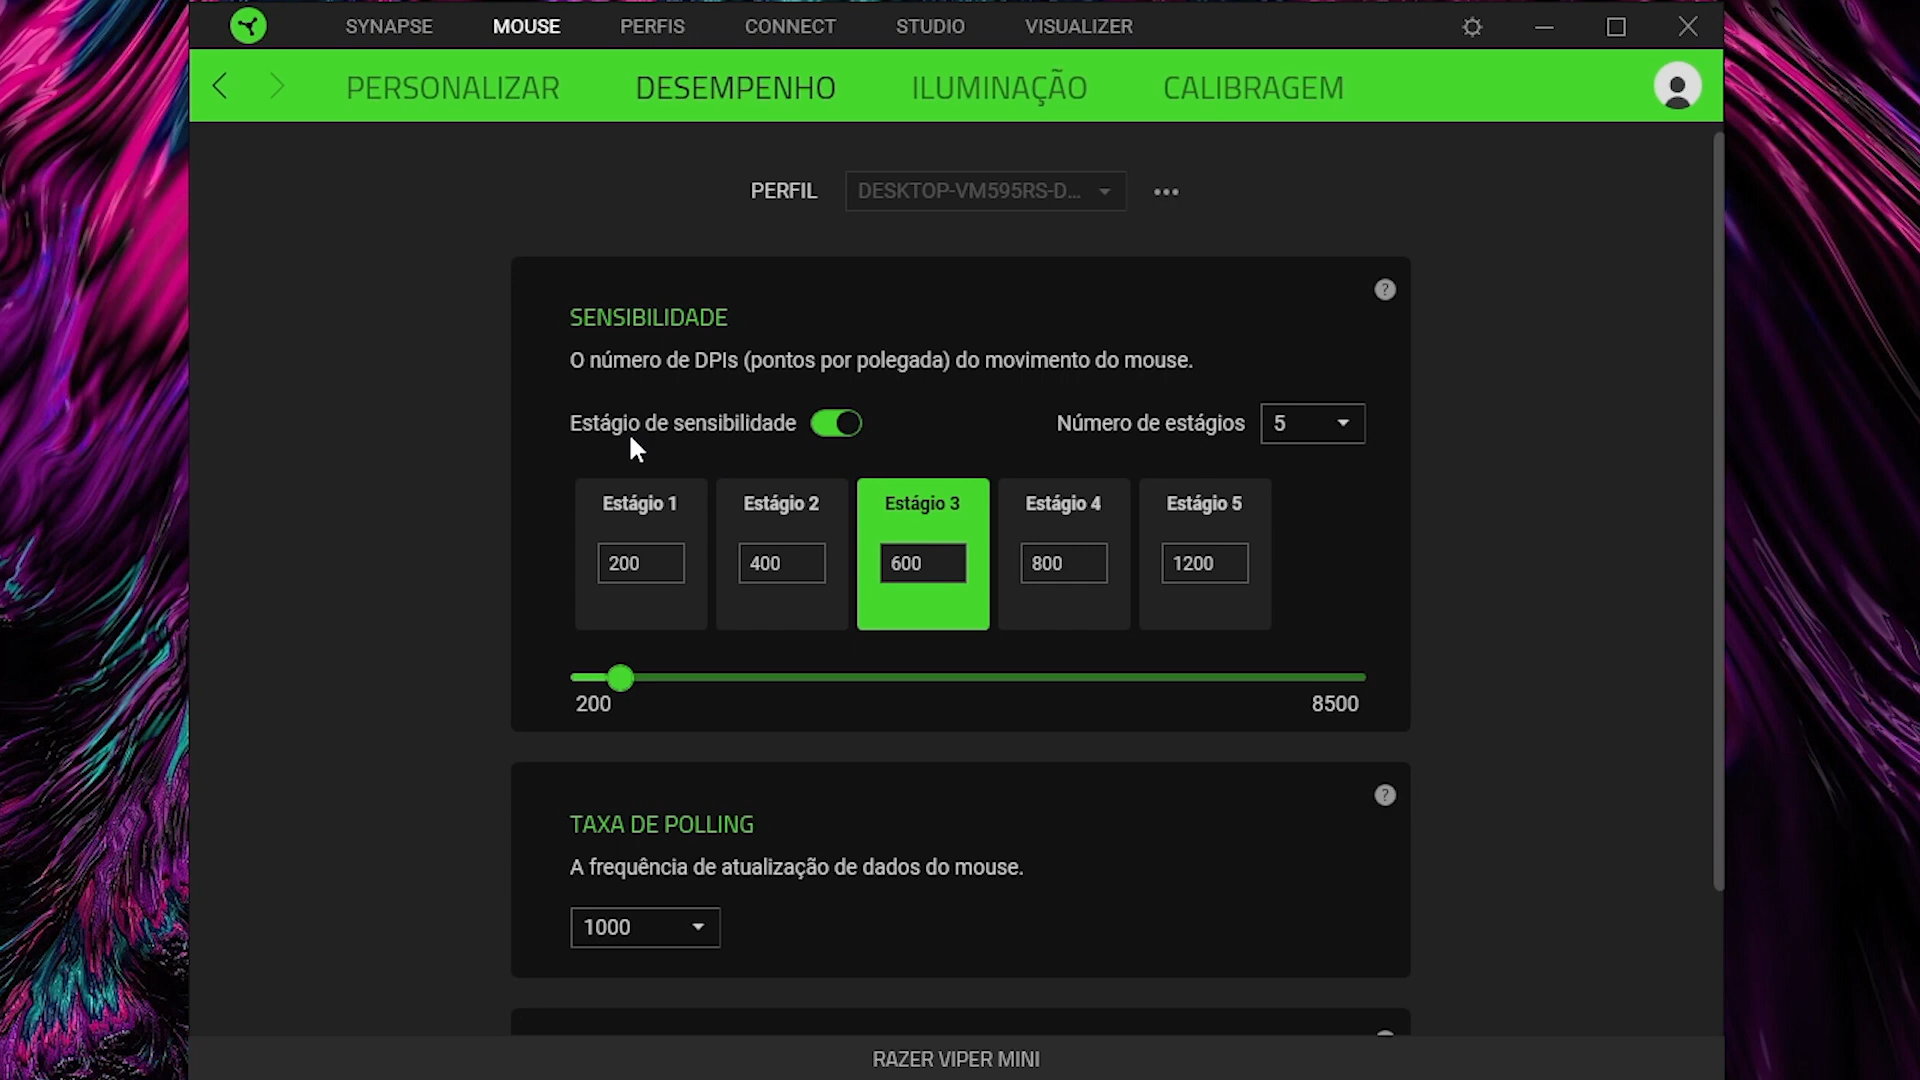 SYNAPSE MOUSE PERFIS CONNECT STUDIO VISUALIZER
PERSONALIZAR DESEMPENHO ILUMINAÇÃO CALIBRAGEM
PERFIL DESKTOP-VM595RS-D...
SENSIBILIDADE
O número de DPIs (pontos por polegada) do movimento do mouse.
Estágio de sensibilidade Número de estágios 5
Estágio 1 Estágio 2 Estágio 3 Estágio 4 Estágio 5
200 400 600 800 1200
200 8500
TAXA DE POLLING
A frequência de atualização de dados do mouse.
1000
RAZER VIPER MINI